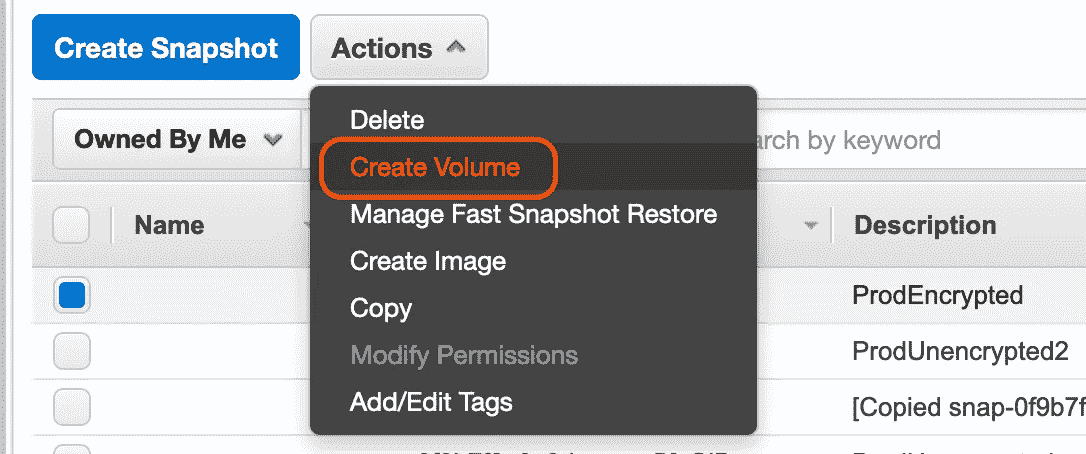 Create Snapshot Actions
Delete
Owned By Me arch by keyword
Create Volume
Manage Fast Snapshot Restore
Name Description
Create Image
ProdEncrypted
Copy
Modify Permissions
ProdUnencrypted2
Add/Edit Tags
[Copied snap-0f9b7f